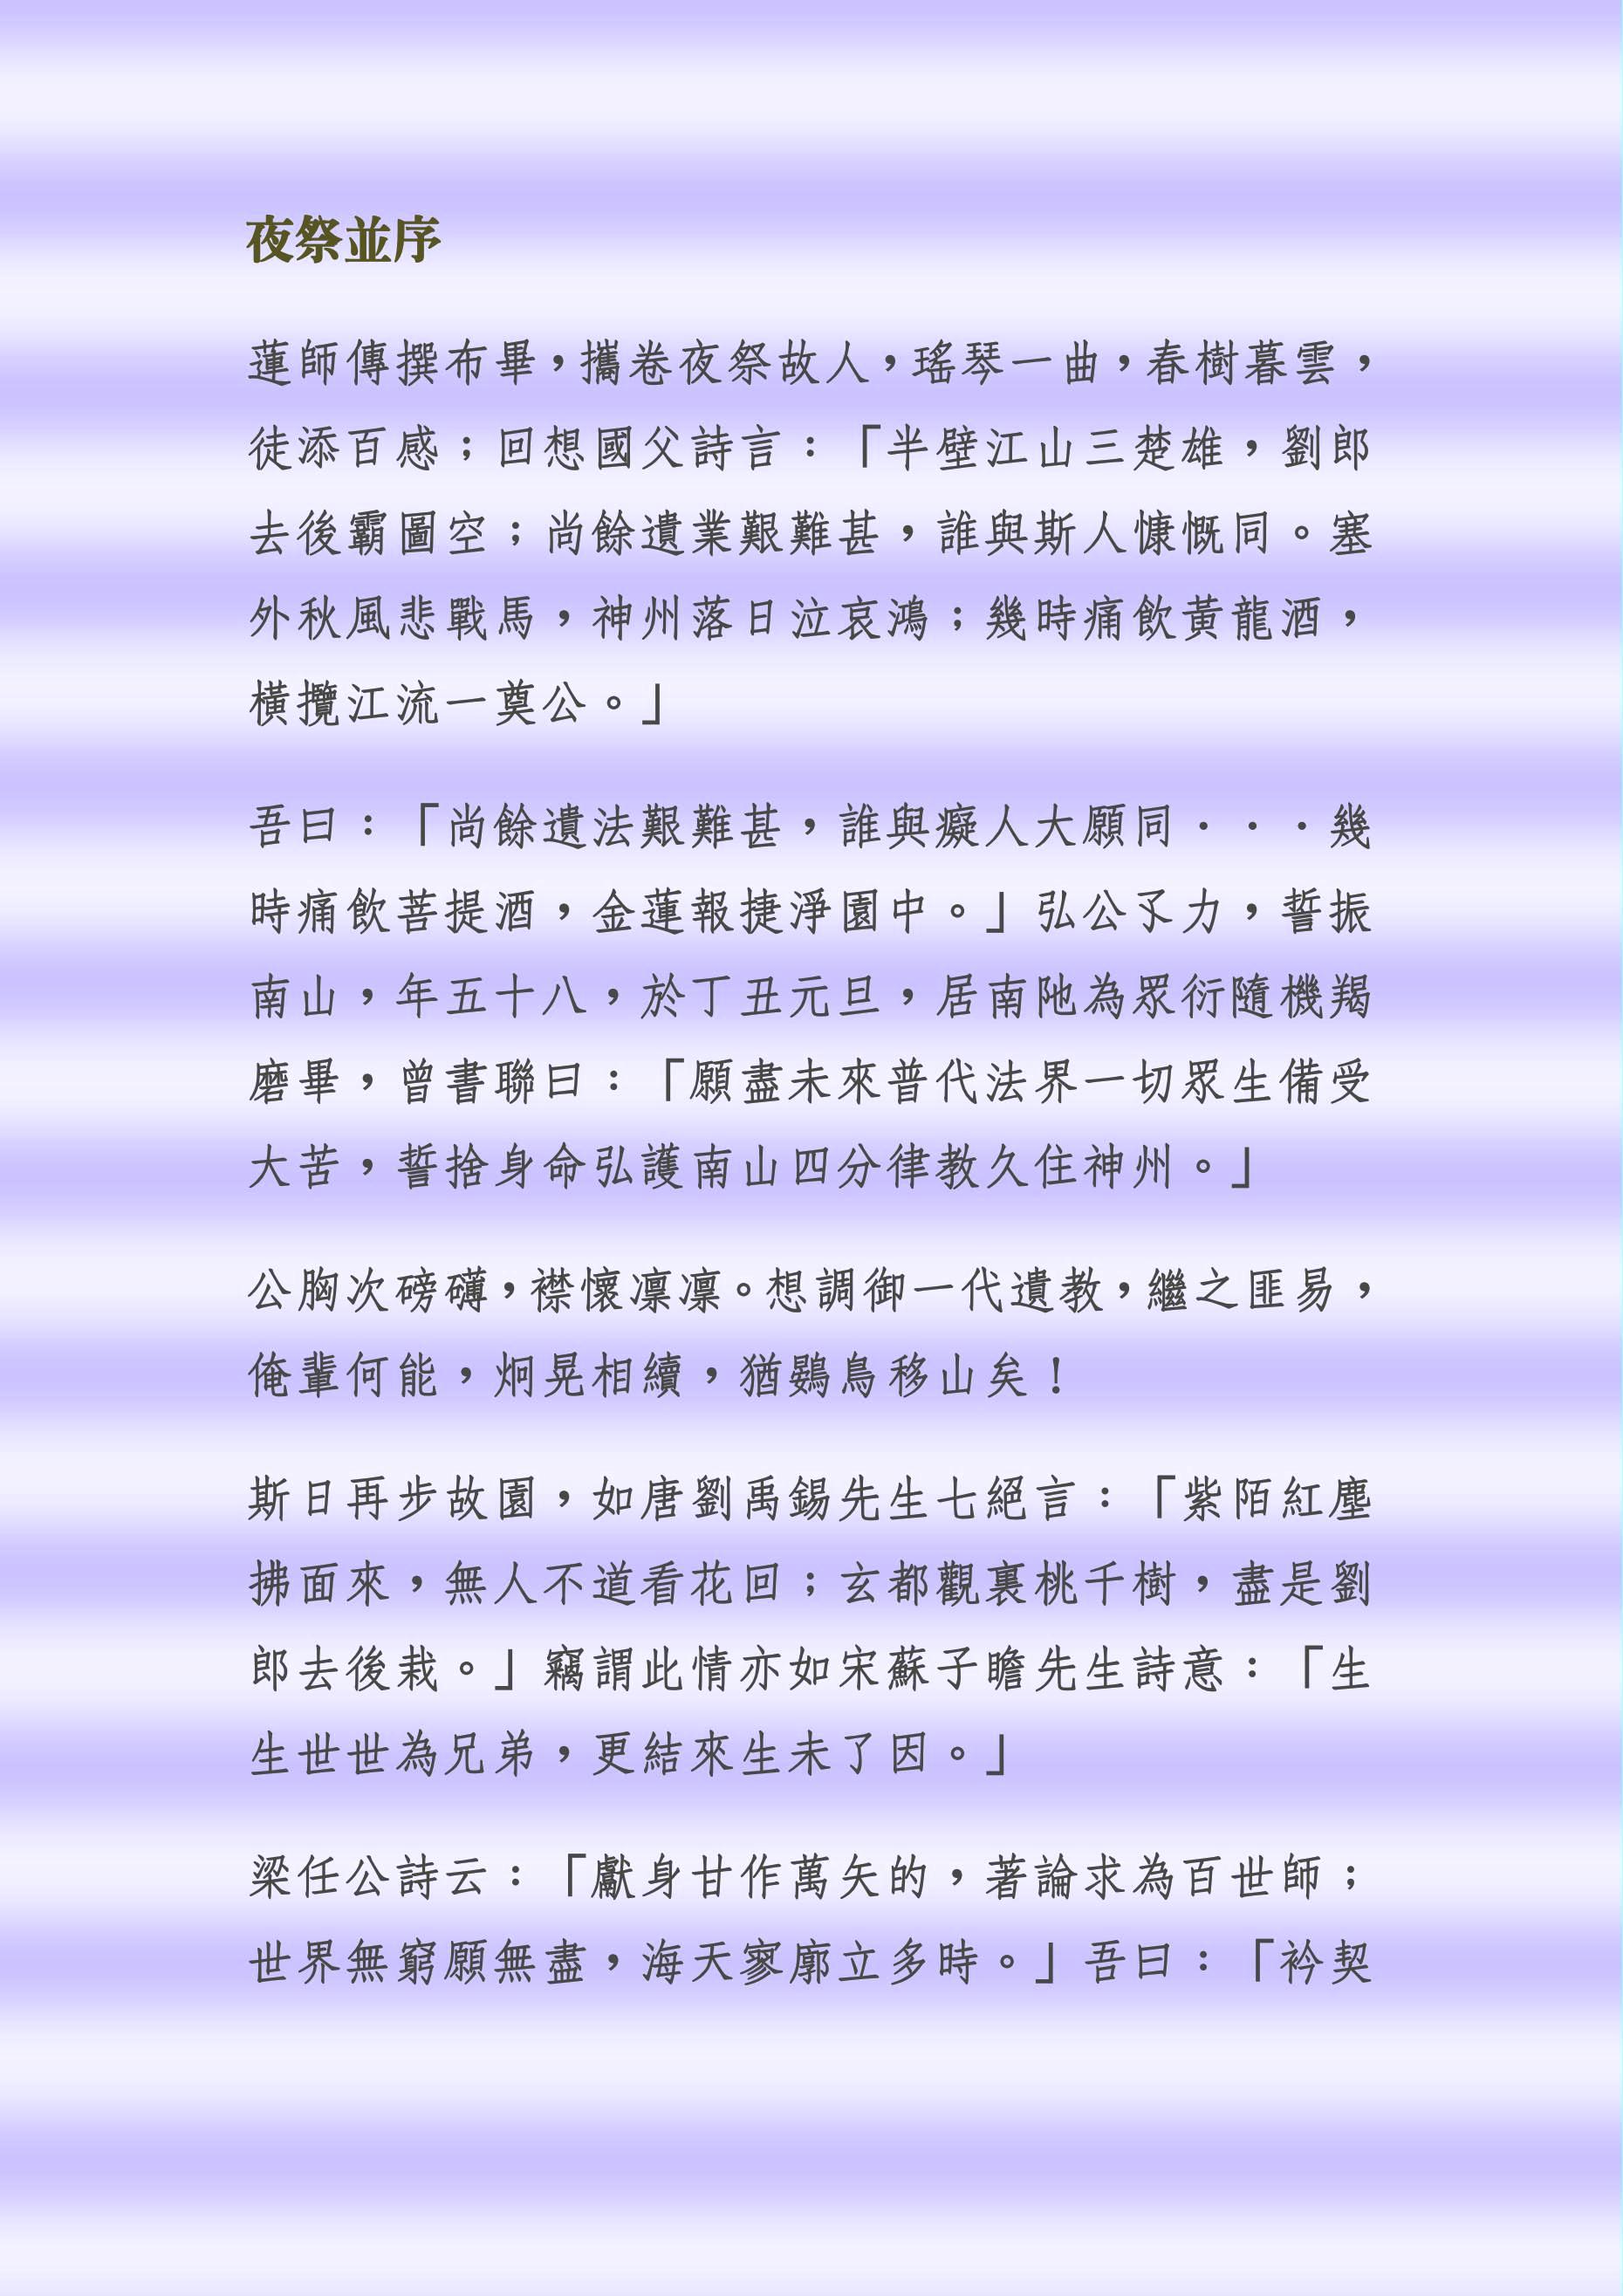 夜祭並序
蓮師傳撰布畢，攜卷夜祭故人，瑤琴一曲，春樹暮雲，
徒添百感；回想國父詩言：「半壁江山三楚雄，劉郎
去後霸圖空；尚餘遺業艱難甚，誰與斯人慷慨同。塞
外秋風悲戰馬，神州落日泣哀鴻；幾時痛飲黃龍酒，
橫攬江流一奠公。」
吾曰：「尚餘遺法艱難甚，誰與癡人大願同．．．幾
時痛飲菩提酒，金蓮報捷淨園中。」弘公孓力，誓振
南山，年五十八，於丁丑元旦，居南阤為眾衍隨機羯
磨畢，曾書聯曰：「願盡未來普代法界一切眾生備受
大苦，誓捨身命弘護南山四分律教久住神州。」
公胸次磅礡，襟懷凜凜。想調御一代遺教，繼之匪易，
俺輩何能，炯晃相續，猶鷃鳥移山矣！
斯日再步故園，如唐劉禹錫先生七絕言：「紫陌紅塵
拂面來，無人不道看花回；玄都觀裏桃千樹，盡是劉
郎去後栽。」竊謂此情亦如宋蘇子瞻先生詩意：「生
生世世為兄弟，更結來生未了因。」
梁任公詩云：「獻身甘作萬矢的，著論求為百世師；
世界無窮願無盡，海天寥廓立多時。」吾曰：「衿契